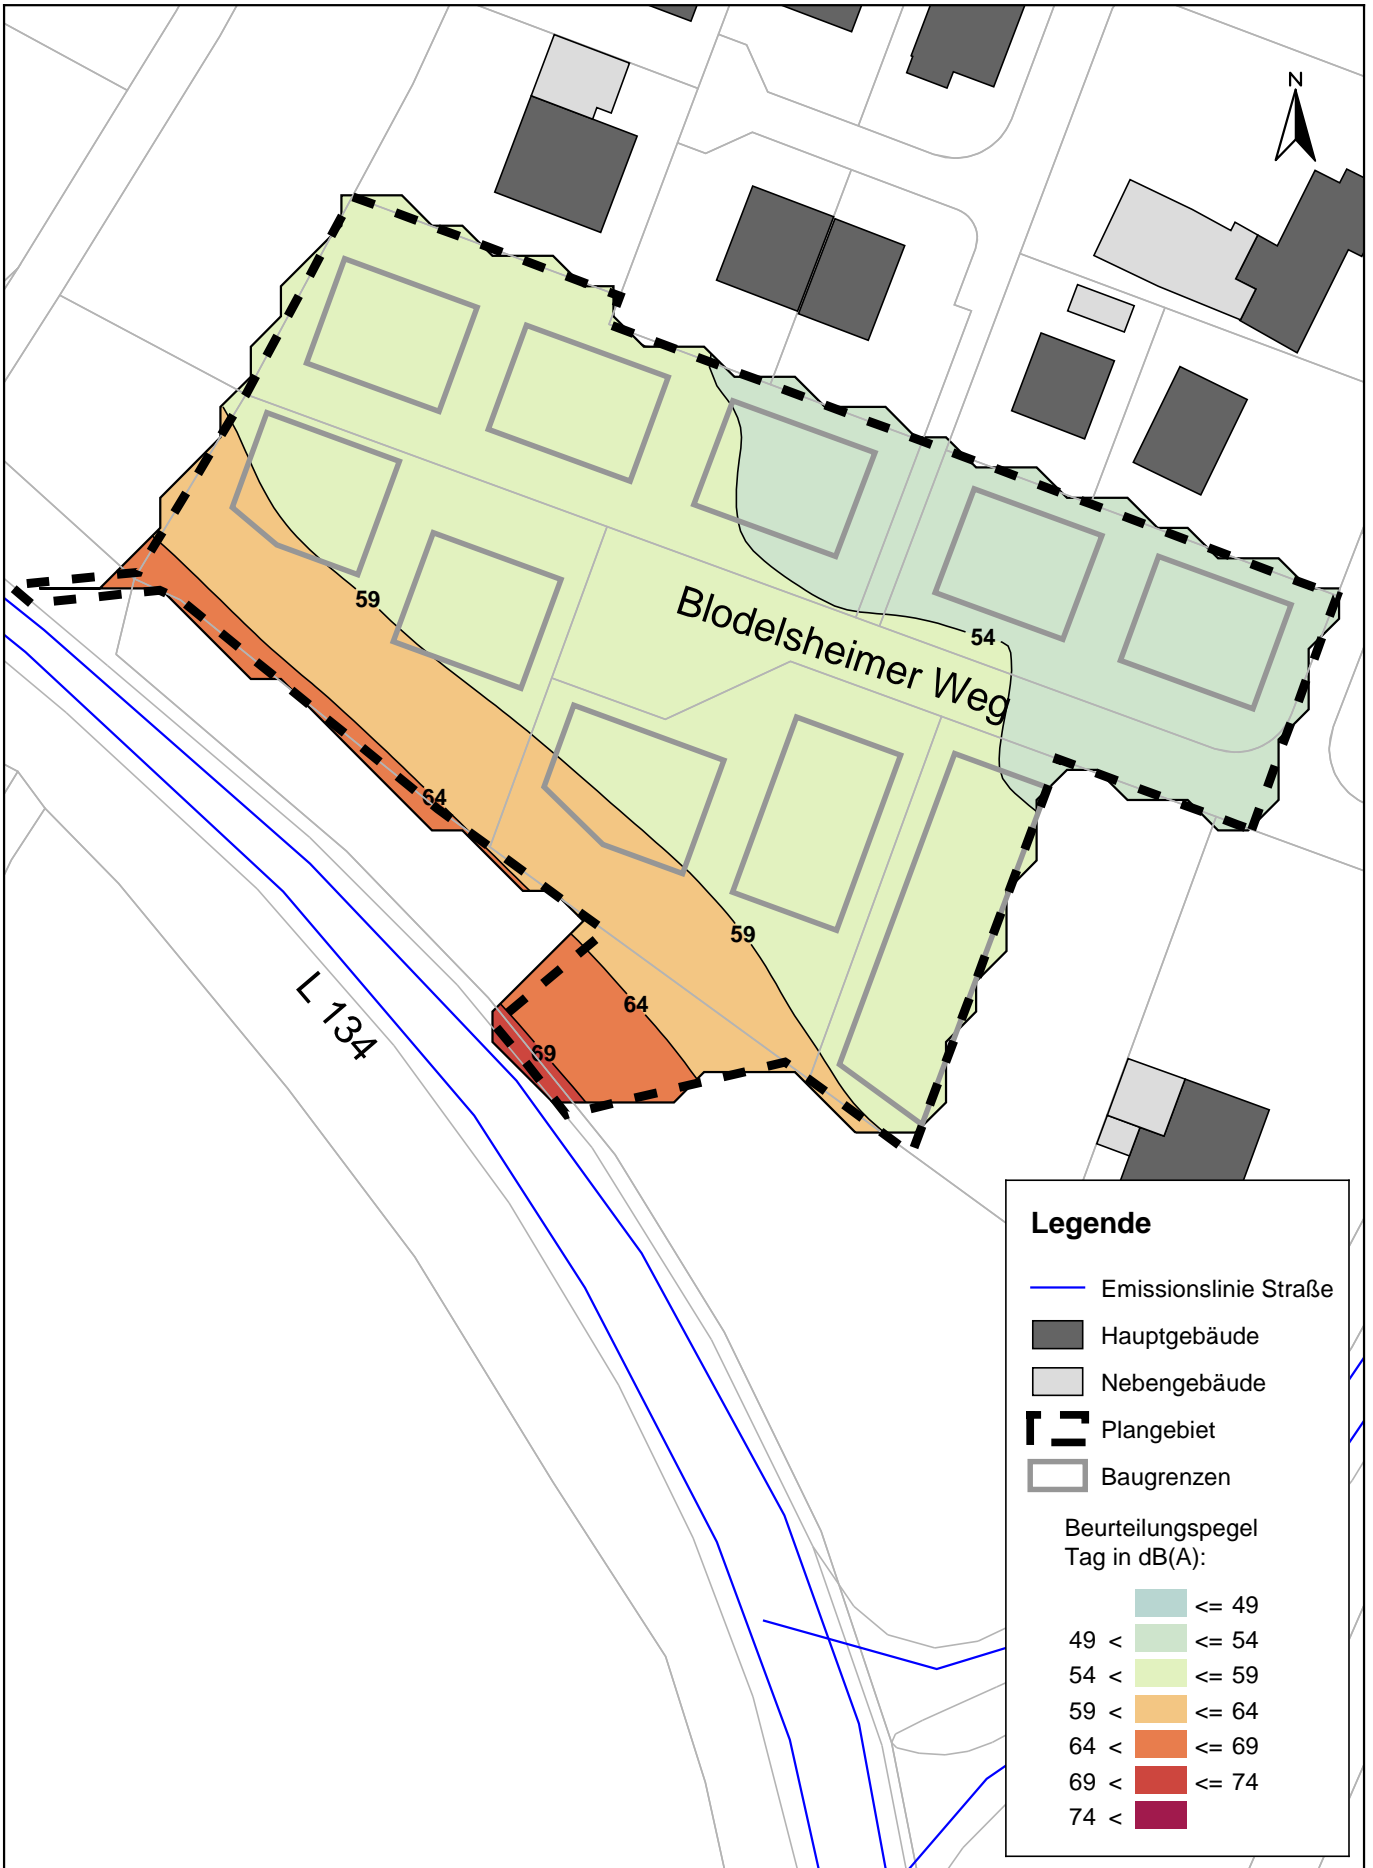 N
59
Blodelsheimer Weg
54
64
59
64
69
L 134
Legende
Emissionslinie Straße
Hauptgebäude
Nebengebäude
Plangebiet
Baugrenzen
Beurteilungspegel
Tag in dB(A):
<= 49
49 < <= 54
54 < <= 59
59 < <= 64
64 < <= 69
69 < <= 74
74 <